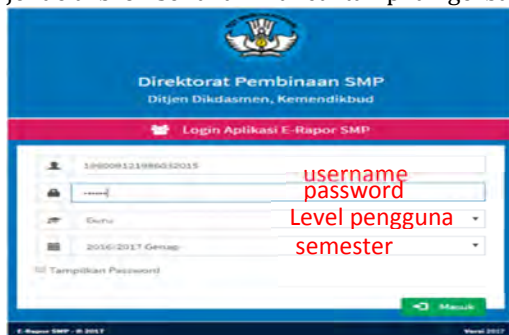 Direktorat Pembinaan SMP
Ditjen Dikdasmen, Kemendikbud
Login Aplikasi E-Rapor SMP
username
password
Guru Level pengguna
2016/2017 Genap semester
Tampilkan Password
Masuk
E-Rapor SMP - © 2017 Versi 2017